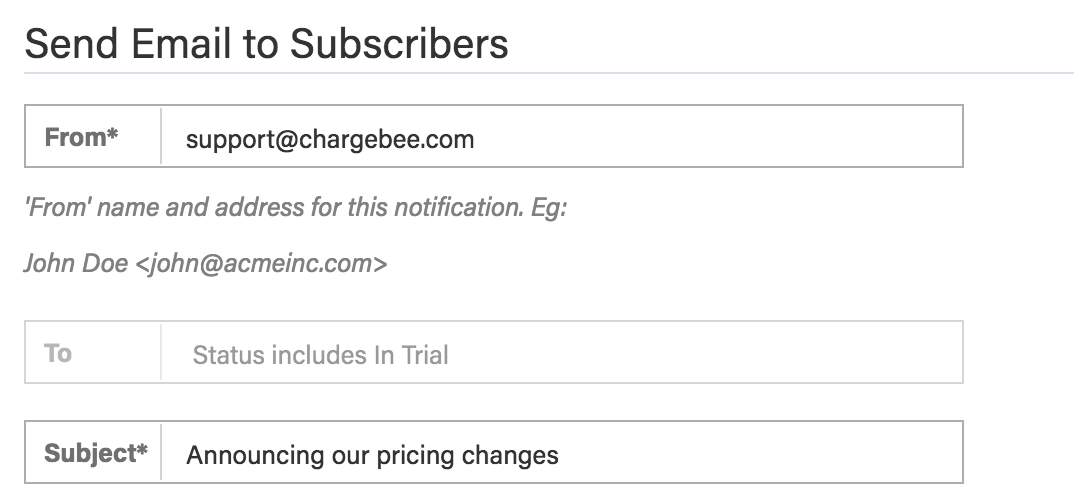 Send Email to Subscribers
From* support@chargebee.com
'From' name and address for this notification. Eg:
John Doe <john@acmeinc.com>
To Status includes In Trial
Subject* Announcing our pricing changes